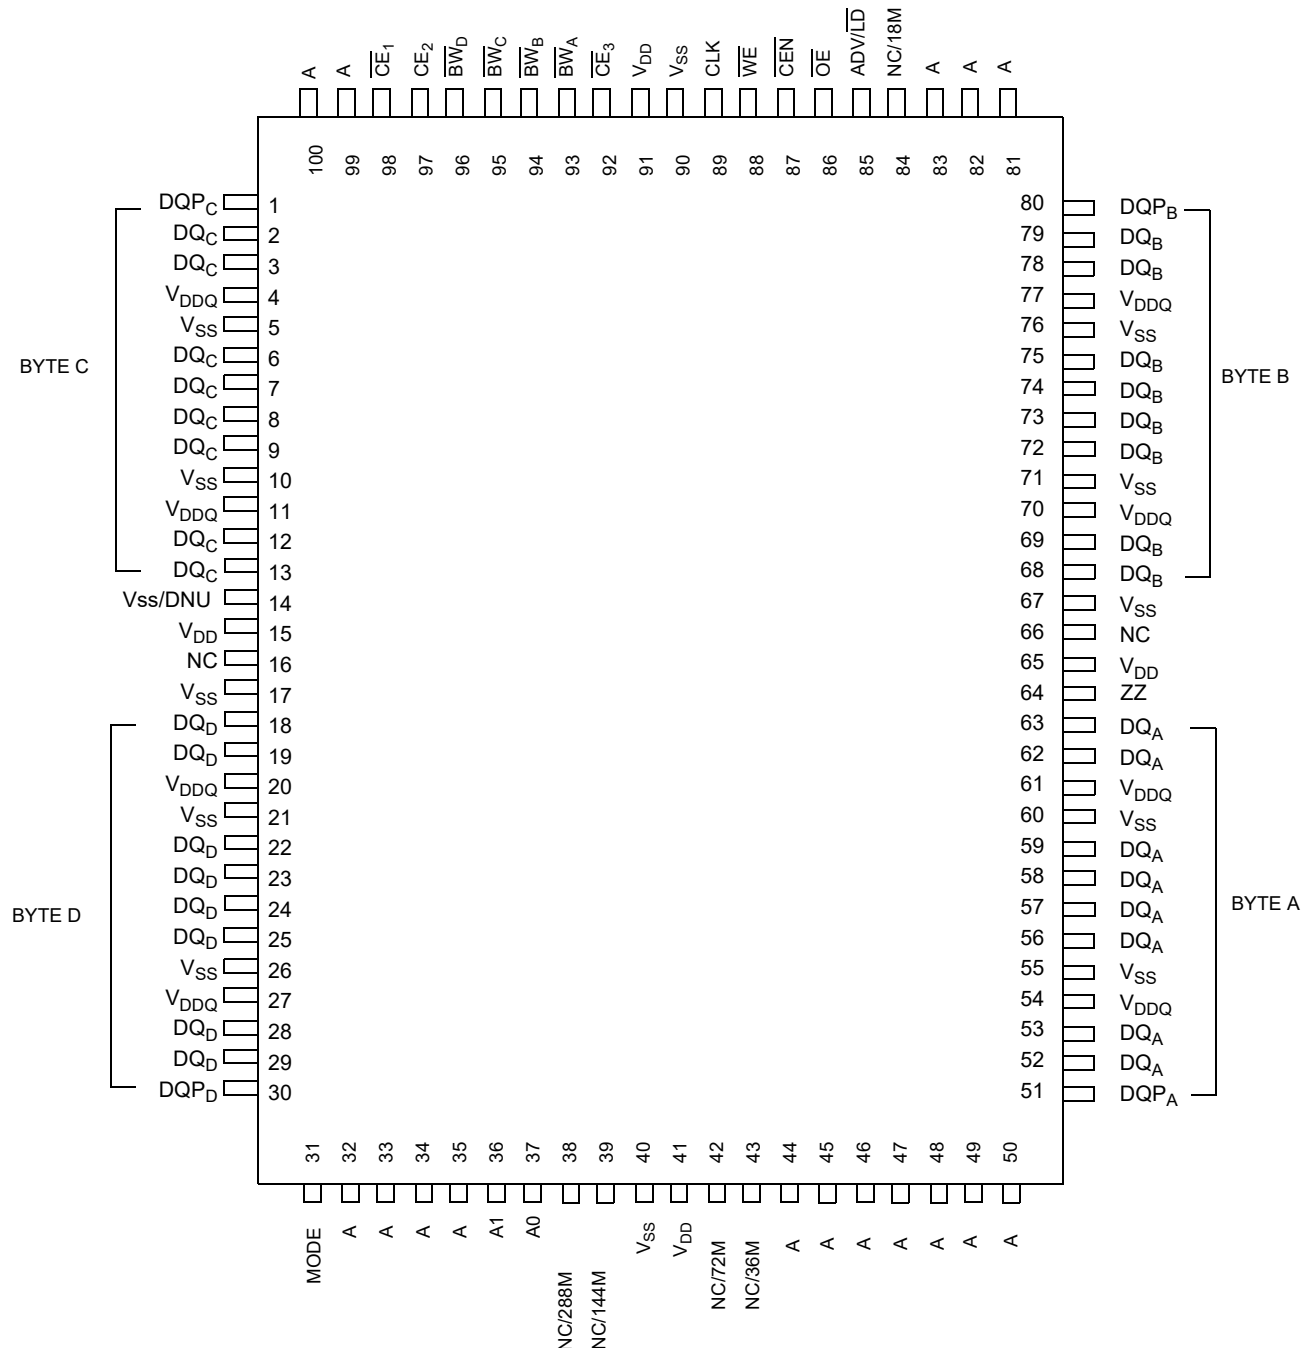 A
A
CE1
CE2
BWD
BWC
BWB
BWA
CE3
VDD
VSS
CLK
WE
CEN
OE
ADV/LD
NC/18M
A
A
A
100
99
98
97
96
95
94
93
92
91
90
89
88
87
86
85
84
83
82
81
BYTE C
DQPC 1
DQC 2
DQC 3
VDDQ 4
VSS 5
DQC 6
DQC 7
DQC 8
DQC 9
VSS 10
VDDQ 11
DQC 12
DQC 13
Vss/DNU 14
VDD 15
NC 16
VSS 17
BYTE D
DQD 18
DQD 19
VDDQ 20
VSS 21
DQD 22
DQD 23
DQD 24
DQD 25
VSS 26
VDDQ 27
DQD 28
DQD 29
DQPD 30
80 DQPB
79 DQB
78 DQB
77 VDDQ
76 VSS
75 DQB
74 DQB
73 DQB
72 DQB
71 VSS
70 VDDQ
69 DQB
68 DQB
BYTE B
67 VSS
66 NC
65 VDD
64 ZZ
63 DQA
62 DQA
61 VDDQ
60 VSS
59 DQA
58 DQA
57 DQA
56 DQA
55 VSS
54 VDDQ
53 DQA
52 DQA
51 DQPA
BYTE A
31
32
33
34
35
36
37
38
39
40
41
42
43
44
45
46
47
48
49
50
MODE
A
A
A
A
A1
A0
NC/288M
NC/144M
VSS
VDD
NC/72M
NC/36M
A
A
A
A
A
A
A